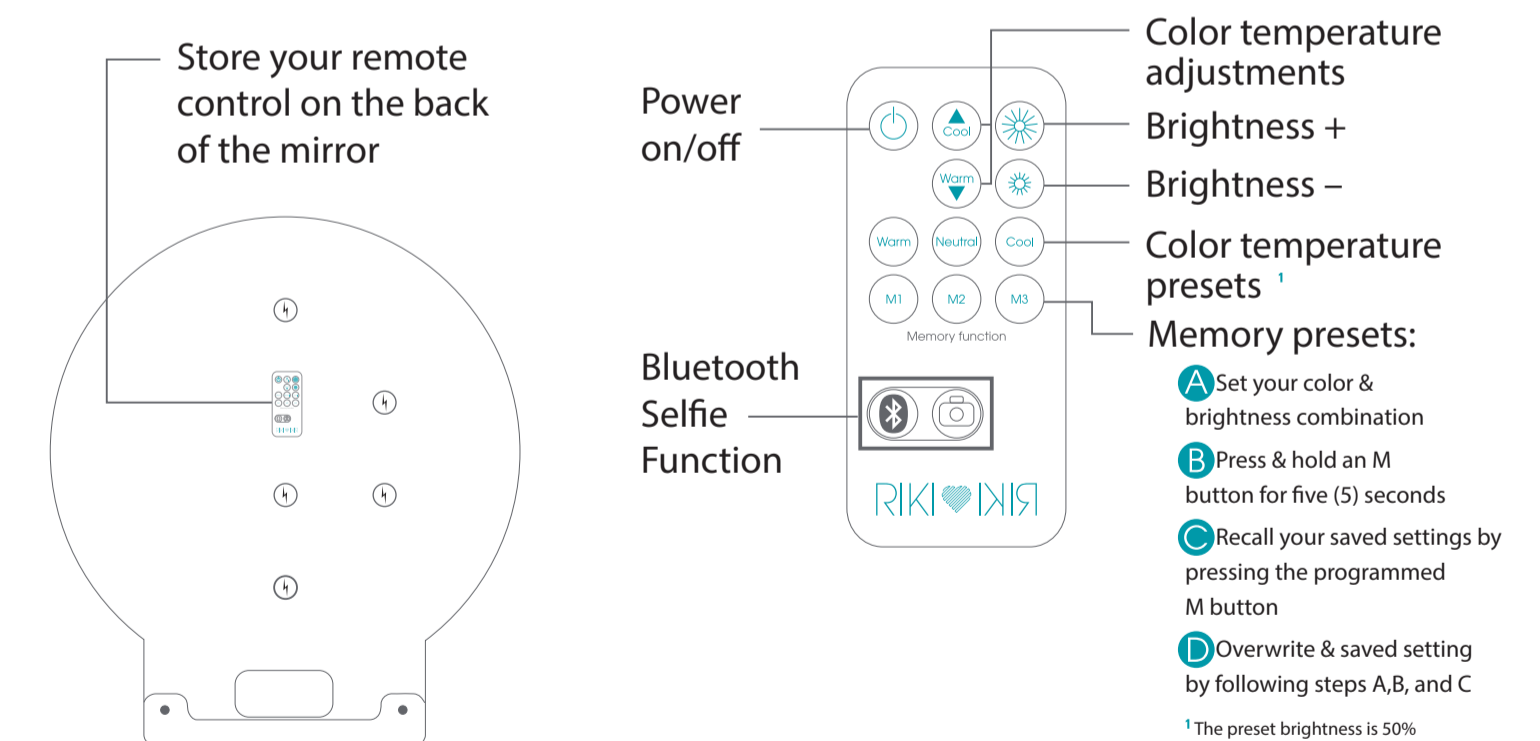 Store your remote
control on the back
of the mirror
Power
on/off
Cool
Warm
Warm
Neutral
Cool
M1
M2
M3
Memory function
Bluetooth
Selfie
Function
RIKI RIKI
Color temperature
adjustments
Brightness +
Brightness –
Color temperature
presets ¹
Memory presets:
A Set your color &
brightness combination
B Press & hold an M
button for five (5) seconds
C Recall your saved settings by
pressing the programmed
M button
D Overwrite & saved setting
by following steps A,B, and C
¹ The preset brightness is 50%